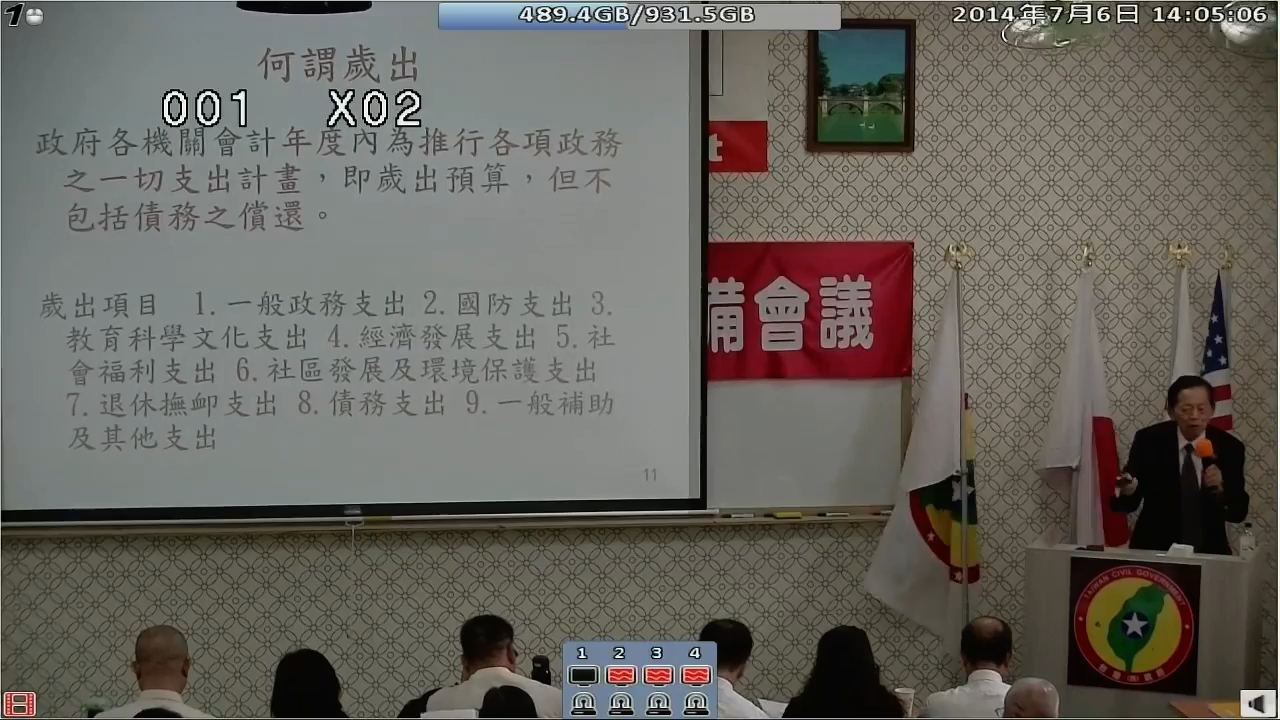 489.4GB/931.5GB
2014年7月6日 14:05:06
何謂歲出
001 X02
政府各機關會計年度內為推行各項政務
之一切支出計畫，即歲出預算，但不
包括債務之償還。
歲出項目 1.一般政務支出 2.國防支出 3.
教育科學文化支出 4.經濟發展支出 5.社
會福利支出 6.社區發展及環境保護支出
7.退休撫卹支出 8.債務支出 9.一般補助
及其他支出
11
t
備會議
TAIWAN CIVIL GOVERNMENT
1 2 3 4